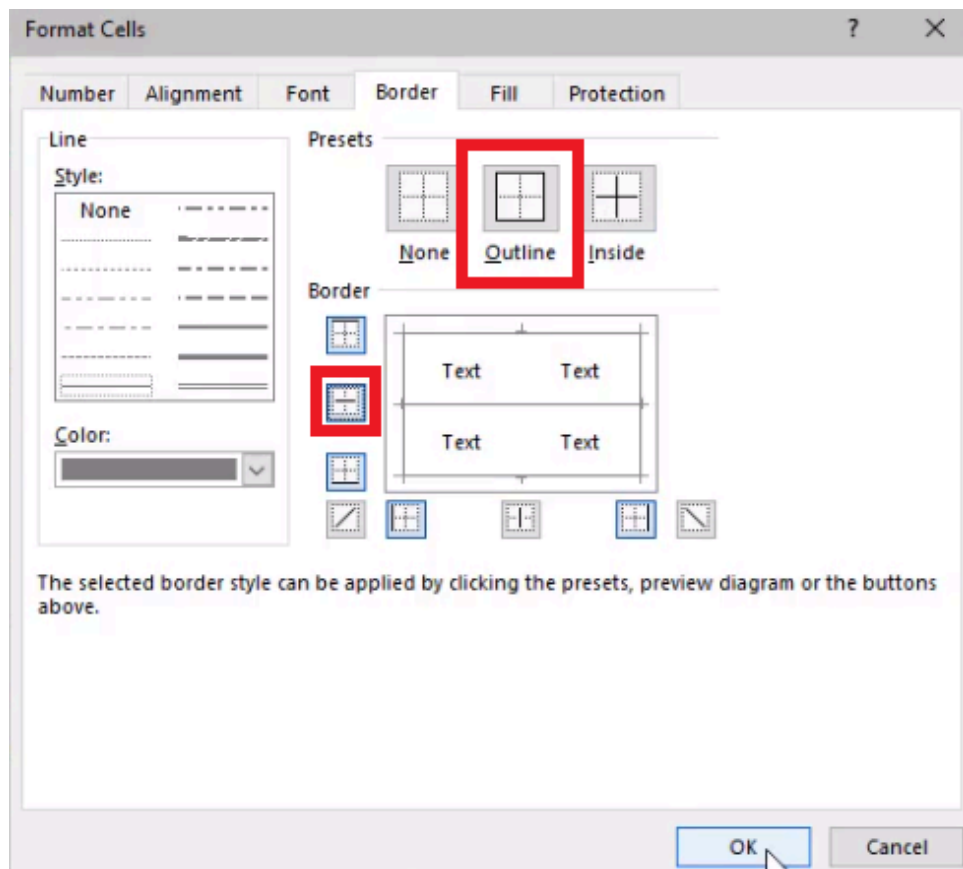 Format Cells ? ×
Number Alignment Font Border Fill Protection
Line
Style:
None
Color:
Presets
None Outline Inside
Border
Text Text
Text Text
The selected border style can be applied by clicking the presets, preview diagram or the buttons
above.
OK Cancel